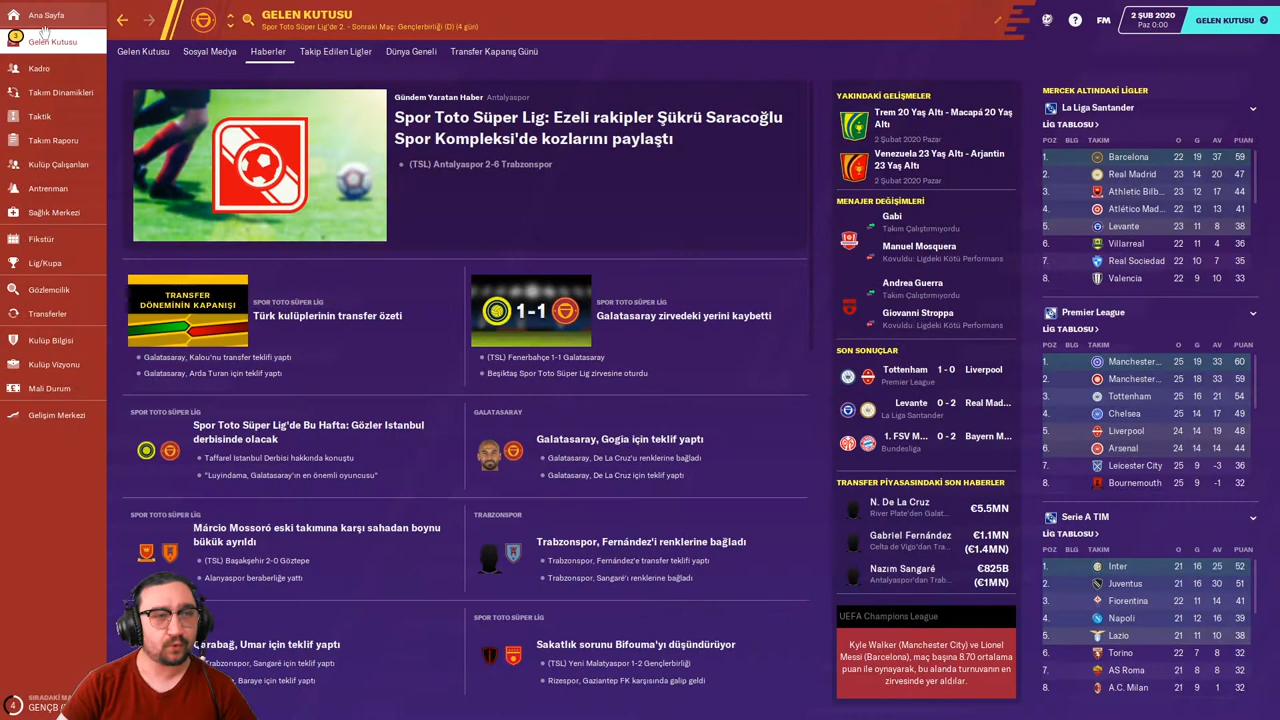 Ana Sayfa
3
Gelen Kutusu
Kadro
Takım Dinamikleri
Taktik
Takım Raporu
Kulüp Çalışanları
Antrenman
Sağlık Merkezi
Fikstür
Lig/Kupa
Gözlemcilik
Transferler
Kulüp Bilgisi
Kulüp Vizyonu
Mali Durum
Gelişim Merkezi
4
GENÇB
GELEN KUTUSU
Spor Toto Süper Lig'de 2. - Sonraki Maç: Gençlerbirliği (D) (4 gün)
? FM
2 ŞUB 2020
Paz 0:00
GELEN KUTUSU
Gelen Kutusu Sosyal Medya Haberler Takip Edilen Ligler Dünya Geneli Transfer Kapanış Günü
Gündem Yaratan Haber Antalyaspor
Spor Toto Süper Lig: Ezeli rakipler Şükrü Saracoğlu
Spor Kompleksi'de kozlarını paylaştı
(TSL) Antalyaspor 2-6 Trabzonspor
TRANSFER
DÖNEMİNİN KAPANIŞI
SPOR TOTO SÜPER LİG
Türk kulüplerinin transfer özeti
Galatasaray, Kalou'nu transfer teklifi yaptı
Galatasaray, Arda Turan için teklif yaptı
1-1
SPOR TOTO SÜPER LİG
Galatasaray zirvedeki yerini kaybetti
(TSL) Fenerbahçe 1-1 Galatasaray
Beşiktaş Spor Toto Süper Lig zirvesine oturdu
SPOR TOTO SÜPER LİG
Spor Toto Süper Lig'de Bu Hafta: Gözler Istanbul
derbisinde olacak
Taffarel Istanbul Derbisi hakkında konuştu
"Luyindama, Galatasaray'ın en önemli oyuncusu"
GALATASARAY
Galatasaray, Gogia için teklif yaptı
Galatasaray, De La Cruz'u renklerine bağladı
Galatasaray, De La Cruz için teklif yaptı
SPOR TOTO SÜPER LİG
Márcio Mossoró eski takımına karşı sahadan boynu
bükük ayrıldı
(TSL) Başakşehir 2-0 Göztepe
Alanyaspor beraberliğe yattı
TRABZONSPOR
Trabzonspor, Fernández'i renklerine bağladı
Trabzonspor, Fernández'e transfer teklifi yaptı
Trabzonspor, Sangaré'ı renklerine bağladı
Qarabağ, Umar için teklif yaptı
Trabzonspor, Sangaré için teklif yaptı
Baraye için teklif yaptı
SPOR TOTO SÜPER LİG
Sakatlık sorunu Bifouma'yı düşündürüyor
(TSL) Yeni Malatyaspor 1-2 Gençlerbirliği
Rizespor, Gaziantep FK karşısında galip geldi
YAKINDAKİ GELİŞMELER
Trem 20 Yaş Altı - Macapá 20 Yaş
Altı
2 Şubat 2020 Pazar
Venezuela 23 Yaş Altı - Arjantin
23 Yaş Altı
2 Şubat 2020 Pazar
MENAJER DEĞİŞİMLERİ
Gabi
Takım Çalıştırmıyordu
Manuel Mosquera
Kovuldu: Ligdeki Kötü Performans
Andrea Guerra
Takım Çalıştırmıyordu
Giovanni Stroppa
Kovuldu: Ligdeki Kötü Performans
SON SONUÇLAR
Tottenham 1 - 0 Liverpool
Premier League
Levante 0 - 2 Real Mad...
La Liga Santander
1. FSV M... 0 - 2 Bayern M...
Bundesliga
TRANSFER PİYASASINDAKİ SON HABERLER
N. De La Cruz
River Plate'den Galat...
€5.5MN
Gabriel Fernández
Celta de Vigo'dan Tra...
€1.1MN
(€1.4MN)
Nazım Sangaré
Antalyaspor'dan Trab...
€825B
(€1MN)
UEFA Champions League
Kyle Walker (Manchester City) ve Lionel
Messi (Barcelona), maç başına 8.70 ortalama
puan ile oynayarak, bu alanda turnuvanın en
zirvesinde yer aldılar.
MERCEK ALTINDAKİ LİGLER
La Liga Santander
LİG TABLOSU >
POZ BLG TAKIM O G AV PUAN
1. Barcelona 22 19 37 59
2. Real Madrid 23 14 20 47
3. Athletic Bilb... 23 12 17 44
4. Atlético Mad... 22 12 13 41
5. Levante 23 11 8 38
6. Villarreal 22 11 4 36
7. Real Sociedad 22 10 7 35
8. Valencia 22 9 10 33
Premier League
LİG TABLOSU >
POZ BLG TAKIM O G AV PUAN
1. Manchester... 25 19 33 60
2. Manchester... 25 18 33 59
3. Tottenham 25 16 21 54
4. Chelsea 25 14 17 49
5. Liverpool 24 14 19 48
6. Arsenal 24 14 14 44
7. Leicester City 25 9 -3 36
8. Bournemouth 25 9 -1 32
Serie A TIM
LİG TABLOSU >
POZ BLG TAKIM O G AV PUAN
1. Inter 21 16 25 52
2. Juventus 21 16 30 51
3. Fiorentina 22 11 14 41
4. Napoli 21 12 16 39
5. Lazio 21 11 10 38
6. Torino 22 7 8 32
7. AS Roma 21 8 8 32
8. A.C. Milan 21 9 1 32